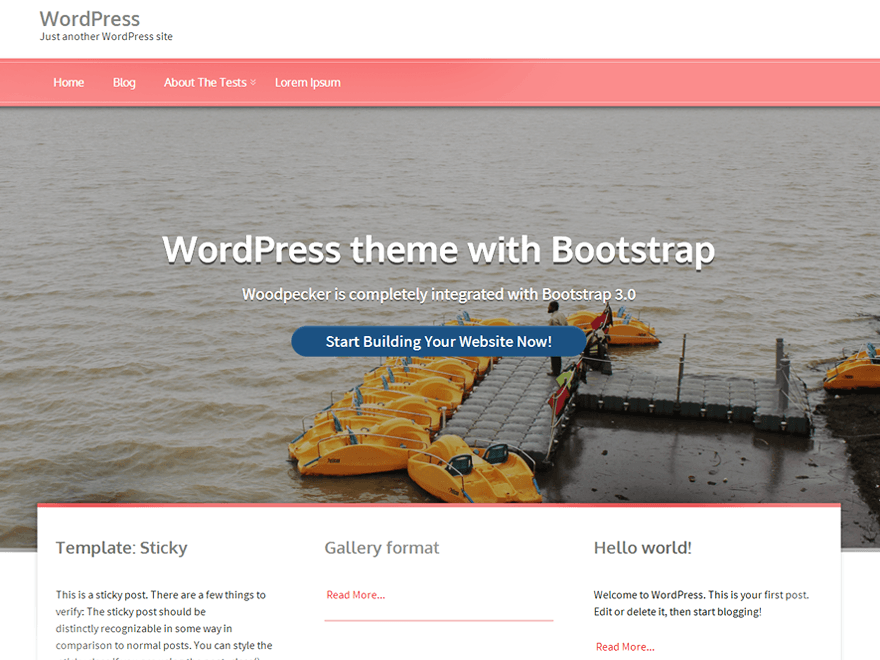 WordPress
Just another WordPress site
Home Blog About The Tests Lorem Ipsum
WordPress theme with Bootstrap
Woodpecker is completely integrated with Bootstrap 3.0
Start Building Your Website Now!
Template: Sticky
This is a sticky post. There are a few things to
verify: The sticky post should be
distinctly recognizable in some way in
comparison to normal posts. You can style the
Gallery format
Read More...
Hello world!
Welcome to WordPress. This is your first post.
Edit or delete it, then start blogging!
Read More...